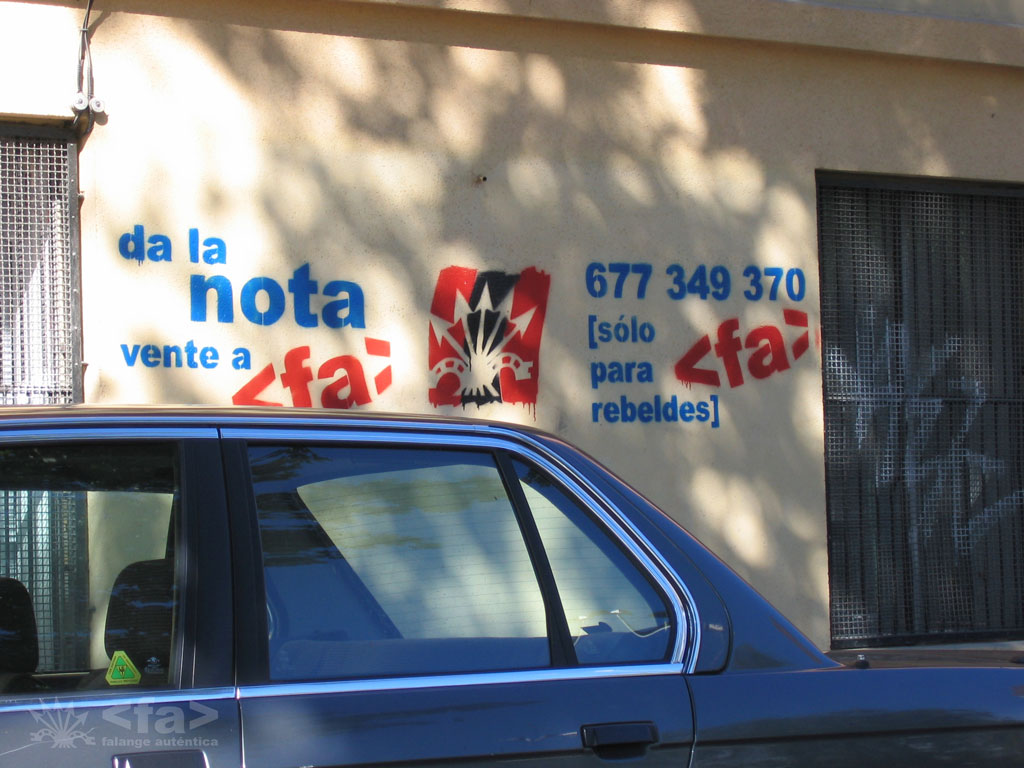 da la
nota
vente a <fa>
677 349 370
[sólo
para <fa>
rebeldes]
<fa>
falange auténtica